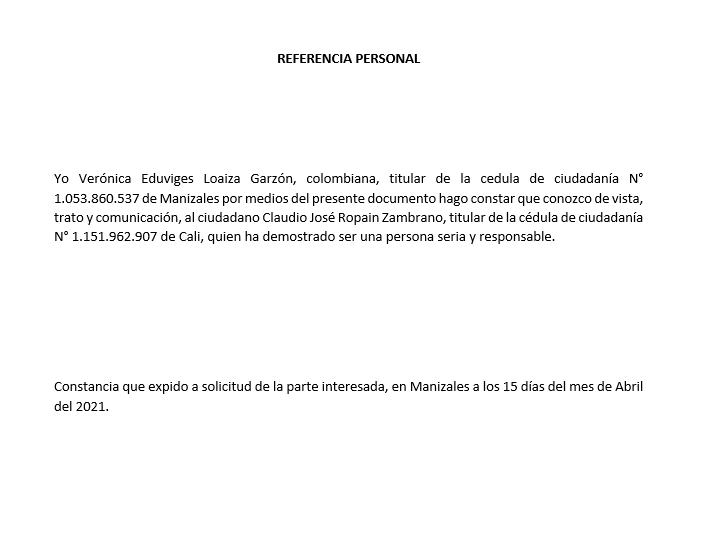 REFERENCIA PERSONAL
Yo Verónica Eduviges Loaiza Garzón, colombiana, titular de la cedula de ciudadanía N°
1.053.860.537 de Manizales por medios del presente documento hago constar que conozco de vista,
trato y comunicación, al ciudadano Claudio José Ropain Zambrano, titular de la cédula de ciudadanía
N° 1.151.962.907 de Cali, quien ha demostrado ser una persona seria y responsable.
Constancia que expido a solicitud de la parte interesada, en Manizales a los 15 días del mes de Abril
del 2021.